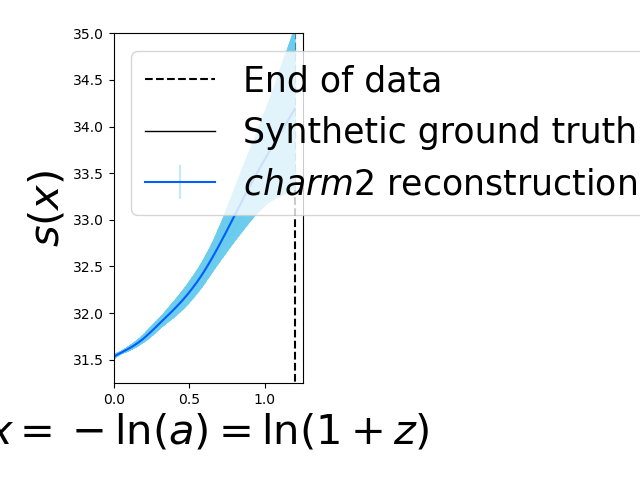 35.0
34.5
34.0
33.5
33.0
32.5
32.0
31.5
s(x)
End of data
Synthetic ground truth
charm2 reconstruction
0.0 0.5 1.0
x = −ln(a) = ln(1 + z)